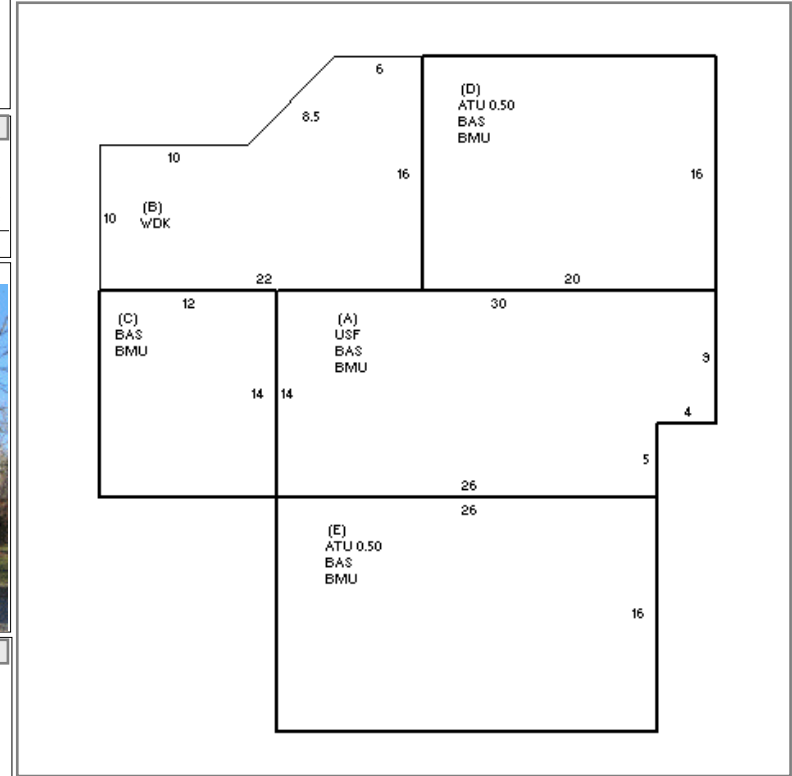 6
8.5
10
16
10
(B)
WDK
22
(D)
ATU 0.50
BAS
BMU
16
20
12
(C)
BAS
BMU
14
30
(A)
USF
BAS
BMU
14
9
4
5
26
26
(E)
ATU 0.50
BAS
BMU
16